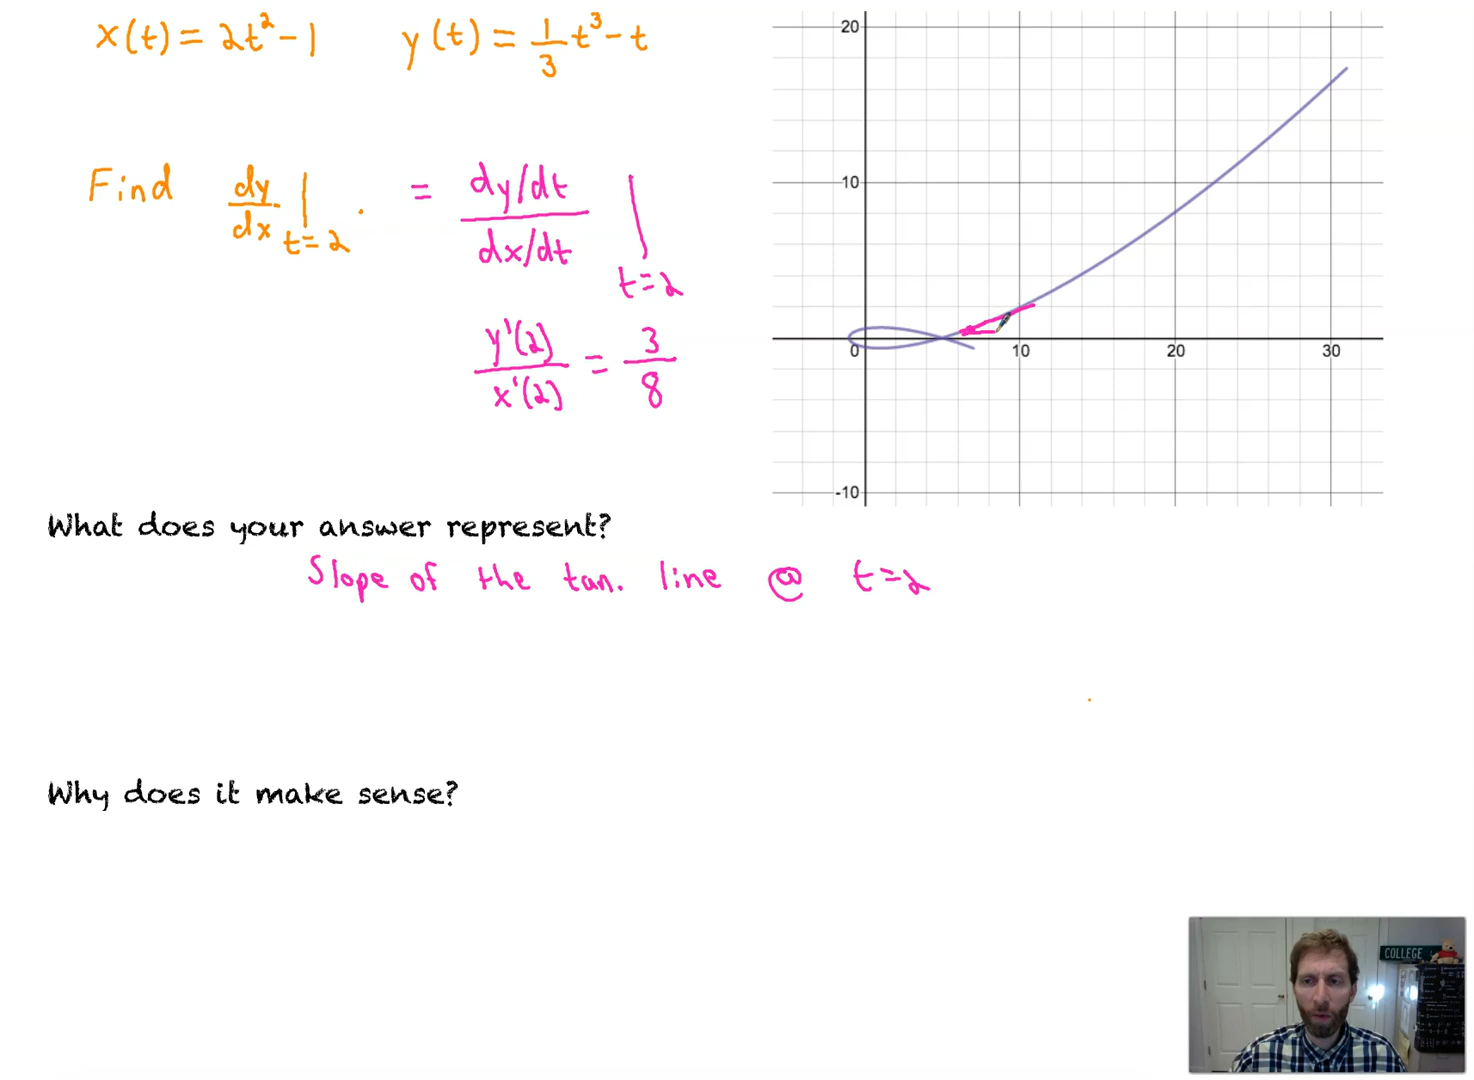 x(t) = 2t² - 1 y(t) = 1/3 t³ - t
20
Find dy/dx | t=2 . = dy/dt / dx/dt | t=2
10
y'(2) / x'(2) = 3/8
0 10 20 30
-10
What does your answer represent?
Slope of the tan. line @ t=2
Why does it make sense?
COLLEGE